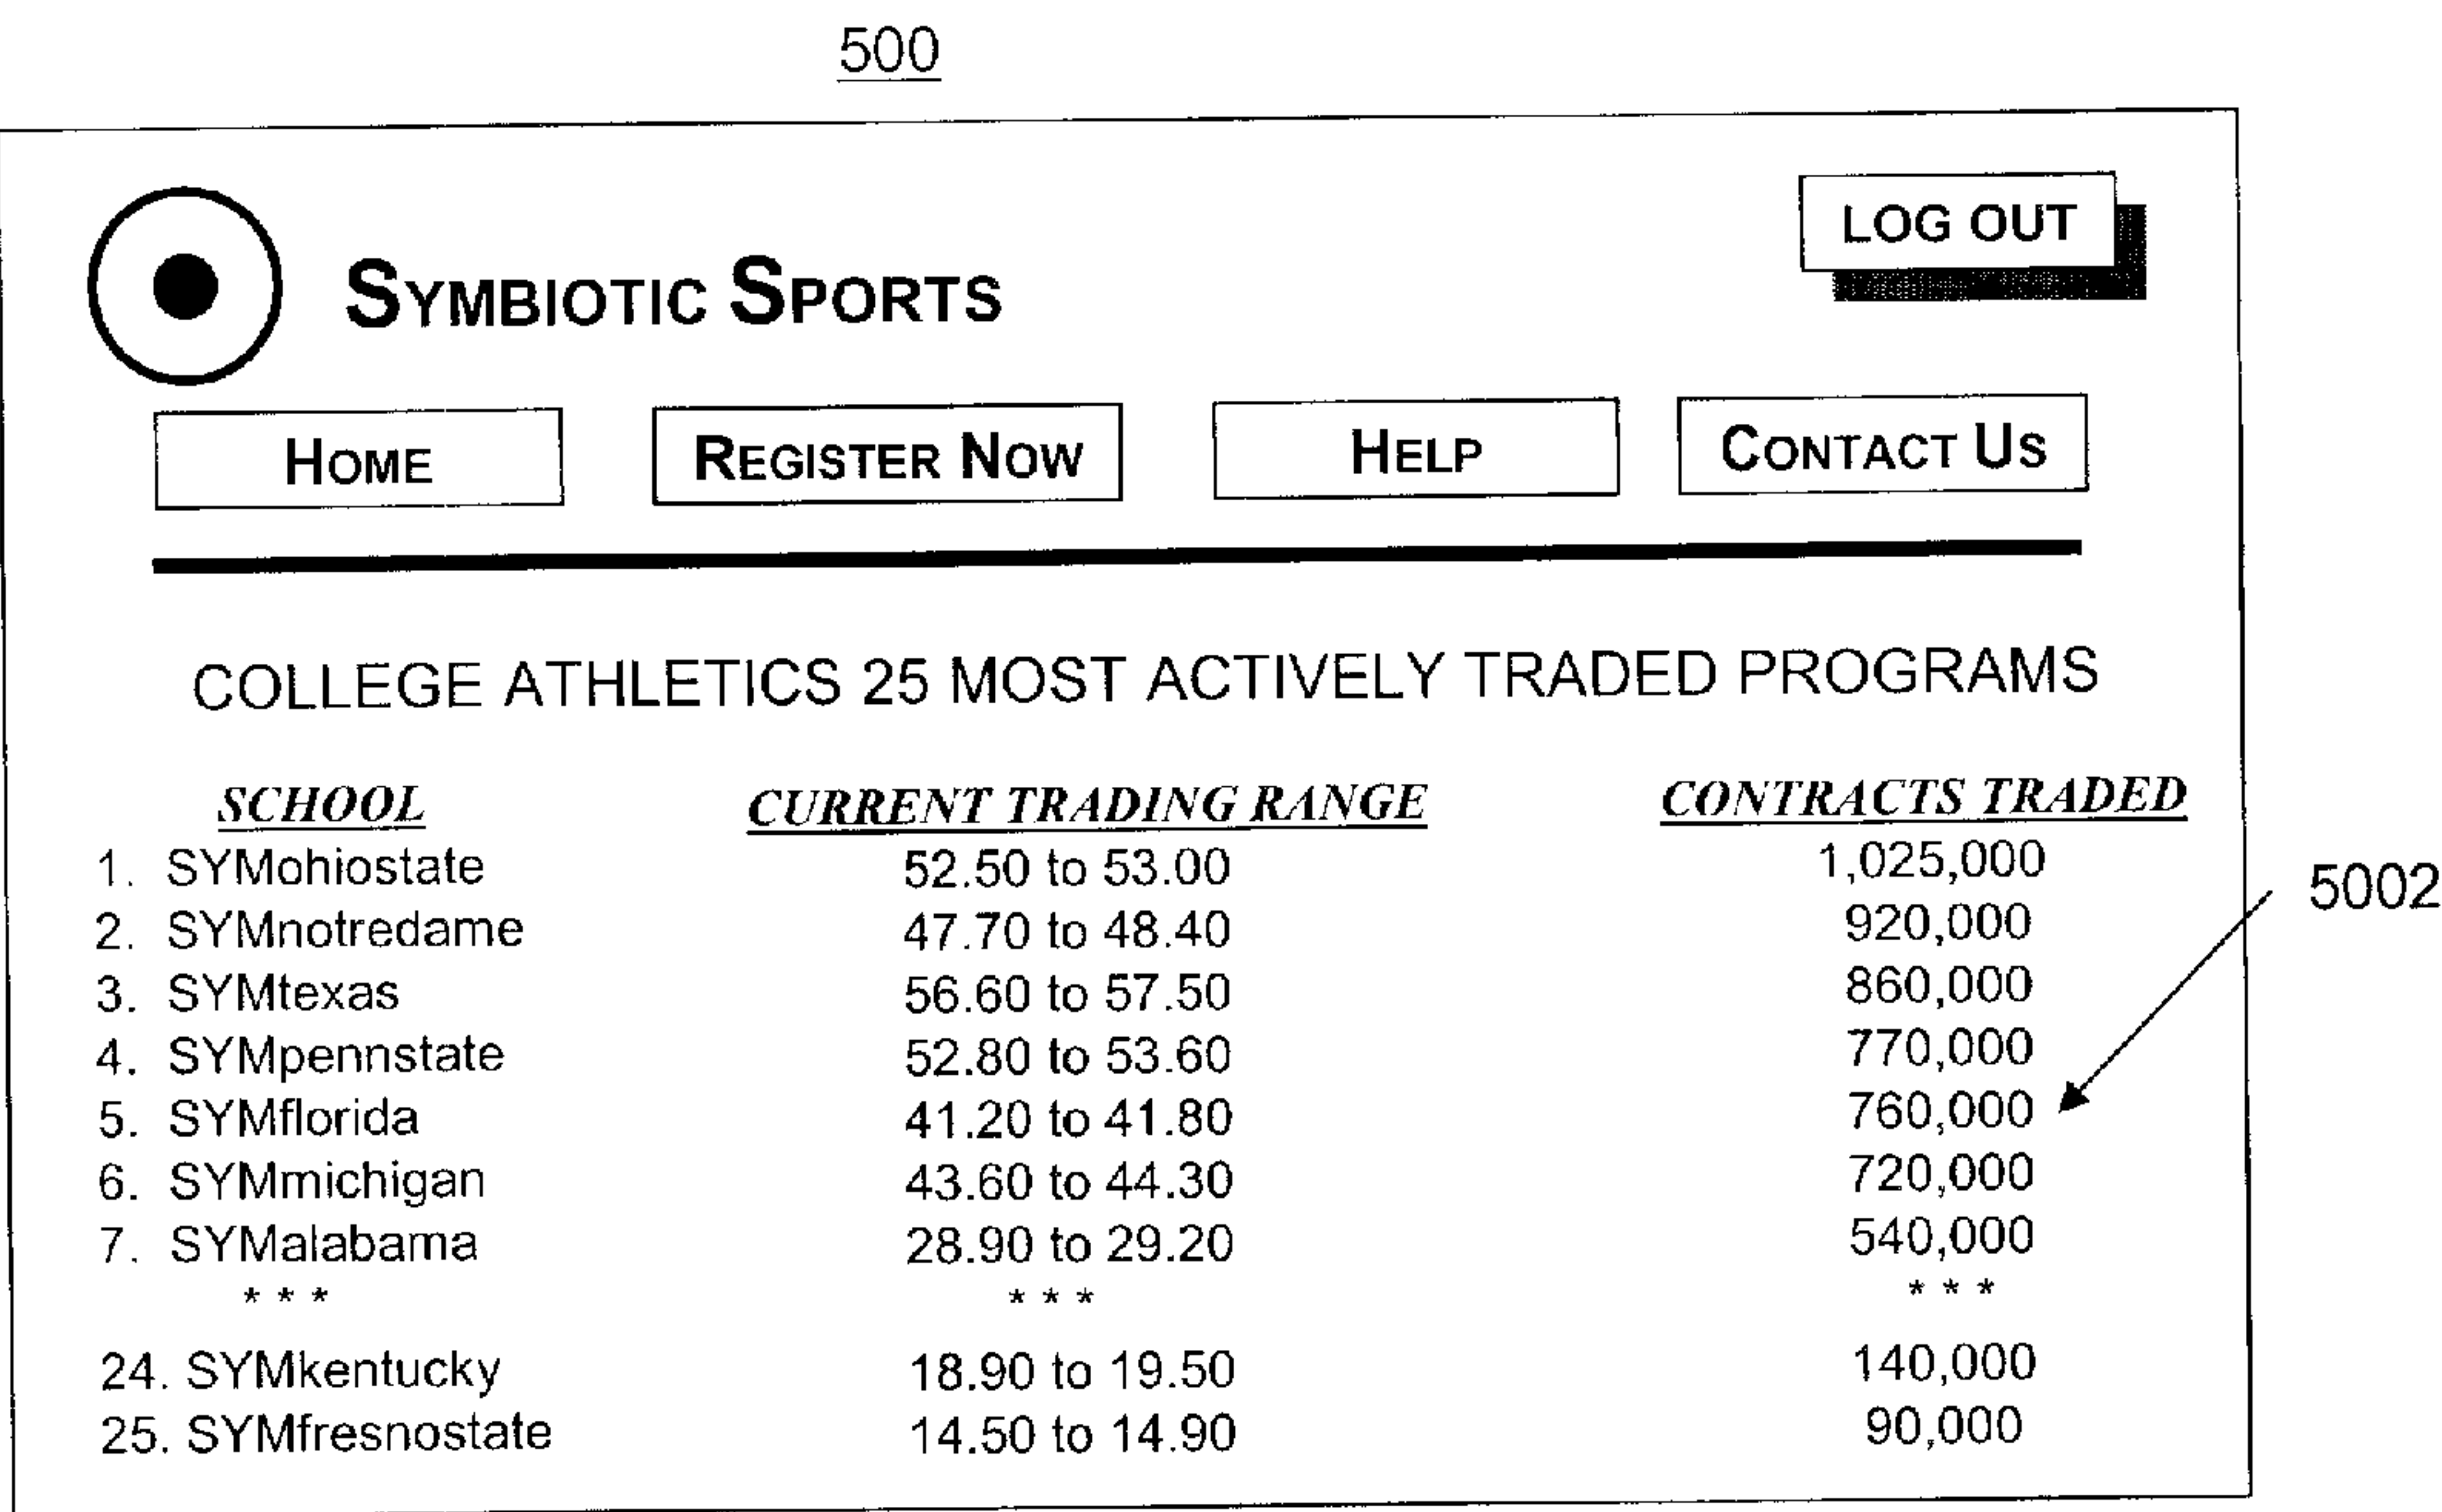 500
LOG OUT
SYMBIOTIC SPORTS
HOME REGISTER NOW HELP CONTACT US
COLLEGE ATHLETICS 25 MOST ACTIVELY TRADED PROGRAMS
SCHOOL CURRENT TRADING RANGE CONTRACTS TRADED
1. SYMohiostate 52.50 to 53.00 1,025,000
5002
2. SYMnotredame 47.70 to 48.40 920,000
3. SYMtexas 56.60 to 57.50 860,000
4. SYMpennstate 52.80 to 53.60 770,000
5. SYMflorida 41.20 to 41.80 760,000
6. SYMmichigan 43.60 to 44.30 720,000
7. SYMalabama 28.90 to 29.20 540,000
* * * * * * * * *
24. SYMkentucky 18.90 to 19.50 140,000
25. SYMfresnostate 14.50 to 14.90 90,000